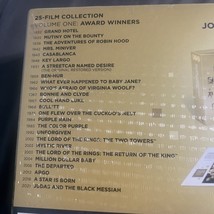 25-FILM COLLECTION
VOLUME ONE: AWARD WINNERS
GRAND HOTEL
MUTINY ON THE BOUNTY
THE ADVENTURES OF ROBIN HOOD
MRS. MINIVER
CASABLANCA
KEY LARGO
A STREETCAR NAMED DESIRE
BEN-HUR
WHAT EVER HAPPENED TO BABY JANE?
WHO'S AFRAID OF VIRGINIA WOOLF?
BONNIE AND CLYDE
COOL HAND LUKE
BULLITT
ONE FLEW OVER THE CUCKOO'S NEST
PURPLE RAIN
THE COLOR PURPLE
UNFORGIVEN
THE LORD OF THE RINGS: THE TWO TOWERS
MYSTIC RIVER
THE LORD OF THE RINGS: THE RETURN OF THE KING
MILLION DOLLAR BABY
THE DEPARTED
ARGO
A STAR IS BORN
JUDAS AND THE BLACK MESSIAH
JO